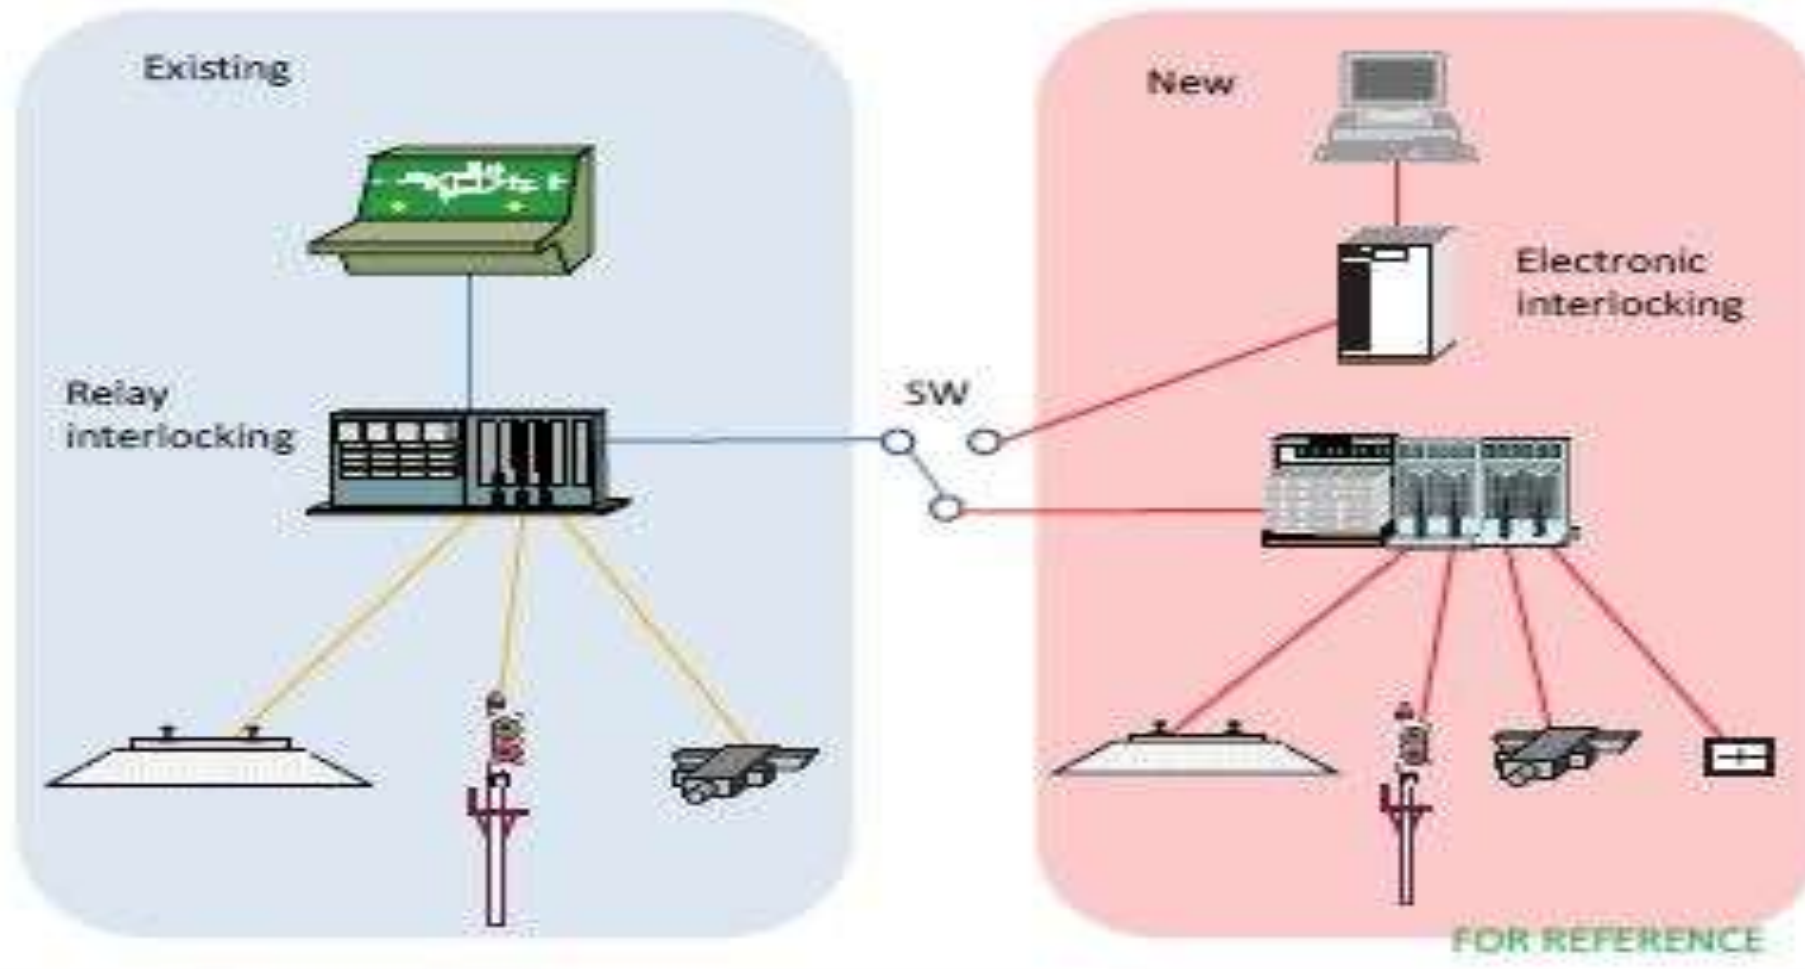 Existing
New
Electronic
interlocking
Relay
interlocking
SW
FOR REFERENCE